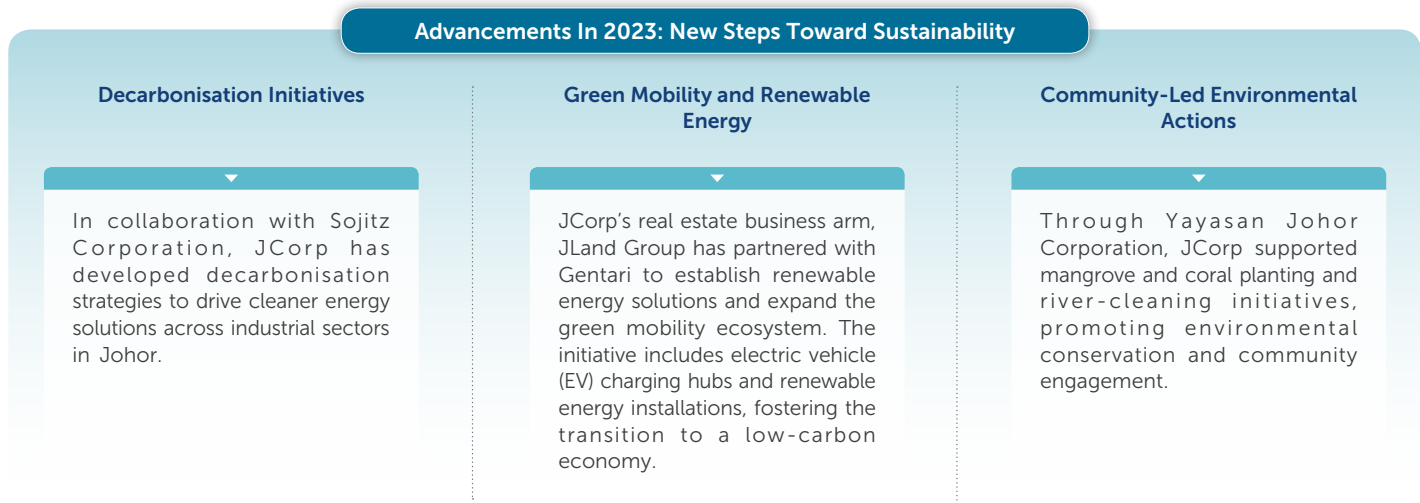 Advancements In 2023: New Steps Toward Sustainability
Decarbonisation Initiatives
In collaboration with Sojitz
Corporation, JCorp has
developed decarbonisation
strategies to drive cleaner energy
solutions across industrial sectors
in Johor.
Green Mobility and Renewable
Energy
JCorp’s real estate business arm,
JLand Group has partnered with
Gentari to establish renewable
energy solutions and expand the
green mobility ecosystem. The
initiative includes electric vehicle
(EV) charging hubs and renewable
energy installations, fostering the
transition to a low-carbon
economy.
Community-Led Environmental
Actions
Through Yayasan Johor
Corporation, JCorp supported
mangrove and coral planting and
river-cleaning initiatives,
promoting environmental
conservation and community
engagement.